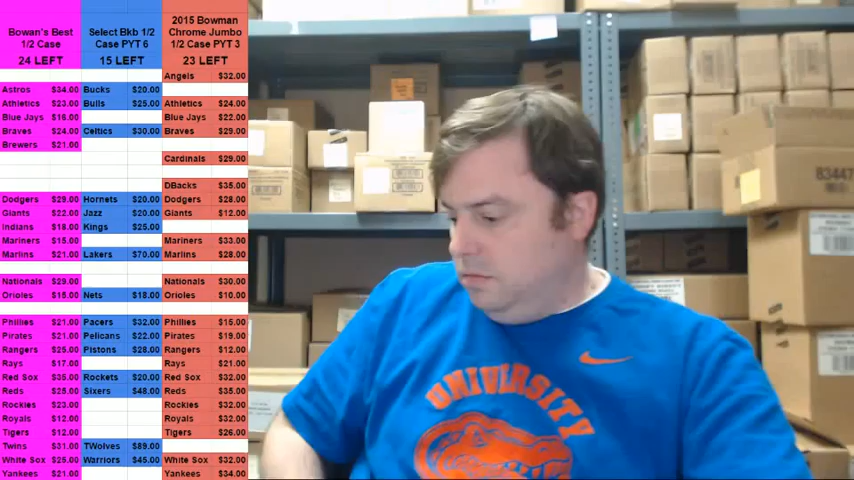 Bowan's Best
1/2 Case
24 LEFT
Select Bkb 1/2
Case PYT 6
15 LEFT
2015 Bowman
Chrome Jumbo
1/2 Case PYT 3
23 LEFT
Angels $32.00
Astros $34.00 Bucks $20.00
Athletics $23.00 Bulls $25.00 Athletics $24.00
Blue Jays $16.00 Blue Jays $22.00
Braves $24.00 Celtics $30.00 Braves $29.00
Brewers $21.00
Cardinals $29.00
DBacks $35.00
Dodgers $29.00 Hornets $20.00 Dodgers $28.00
Giants $22.00 Jazz $20.00 Giants $12.00
Indians $18.00 Kings $25.00
Mariners $15.00 Mariners $33.00
Marlins $21.00 Lakers $70.00 Marlins $28.00
Nationals $29.00 Nationals $30.00
Orioles $15.00 Nets $18.00 Orioles $10.00
Phillies $21.00 Pacers $32.00 Phillies $15.00
Pirates $21.00 Pelicans $22.00 Pirates $19.00
Rangers $25.00 Pistons $28.00 Rangers $12.00
Rays $17.00 Rays $21.00
Red Sox $35.00 Rockets $20.00 Red Sox $32.00
Reds $25.00 Sixers $48.00 Reds $35.00
Rockies $23.00 Rockies $32.00
Royals $12.00 Royals $32.00
Tigers $12.00 Tigers $26.00
Twins $31.00 TWolves $89.00
White Sox $25.00 Warriors $45.00 White Sox $32.00
Yankees $21.00 Yankees $34.00
UNIVERSITY
83447